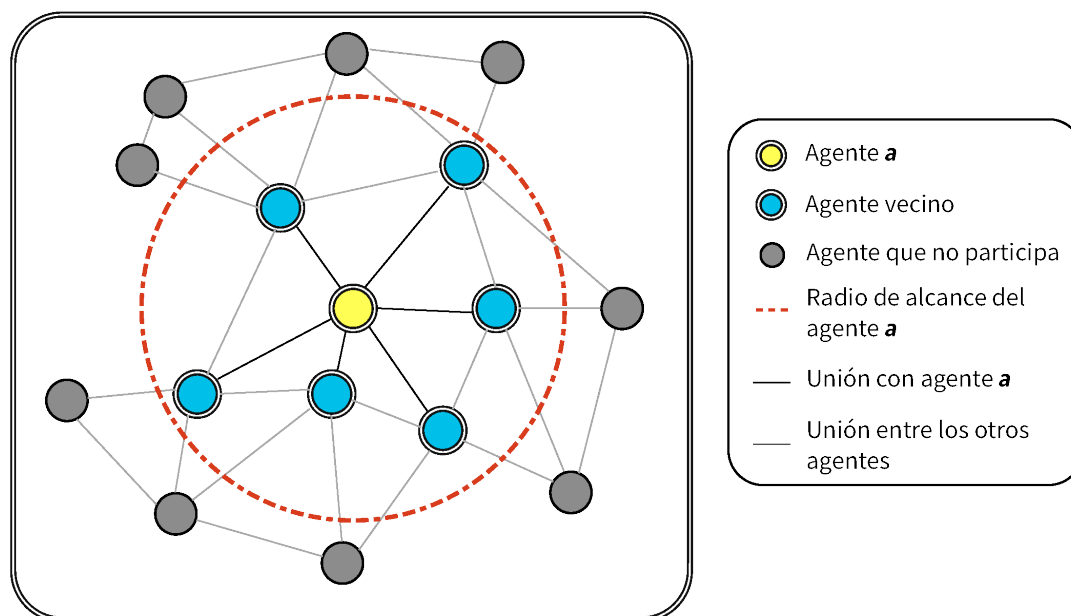 Agente a
Agente vecino
Agente que no participa
Radio de alcance del
agente a
Unión con agente a
Unión entre los otros
agentes